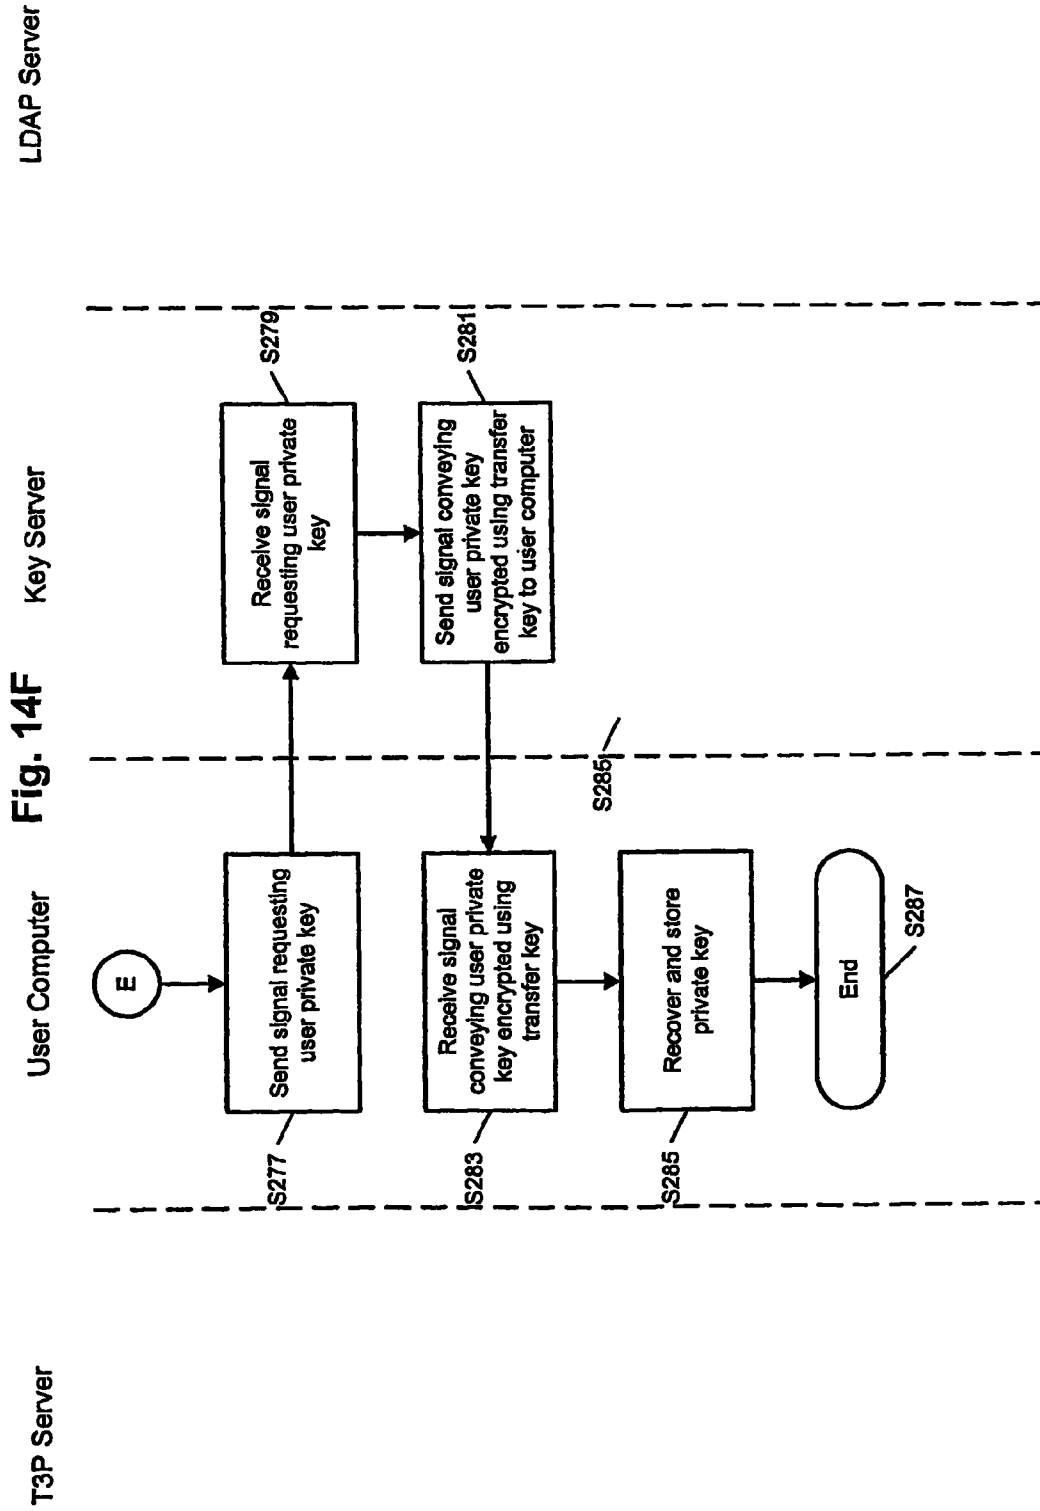 Fig. 14F
T3P Server
User Computer
Key Server
LDAP Server
E
Send signal requesting
user private key
S277
Receive signal
requesting user private
key
S279
Send signal conveying
user private key
encrypted using transfer
key to user computer
S281
Receive signal
conveying user private
key encrypted using
transfer key
S283
S285
Recover and store
private key
S285
End
S287